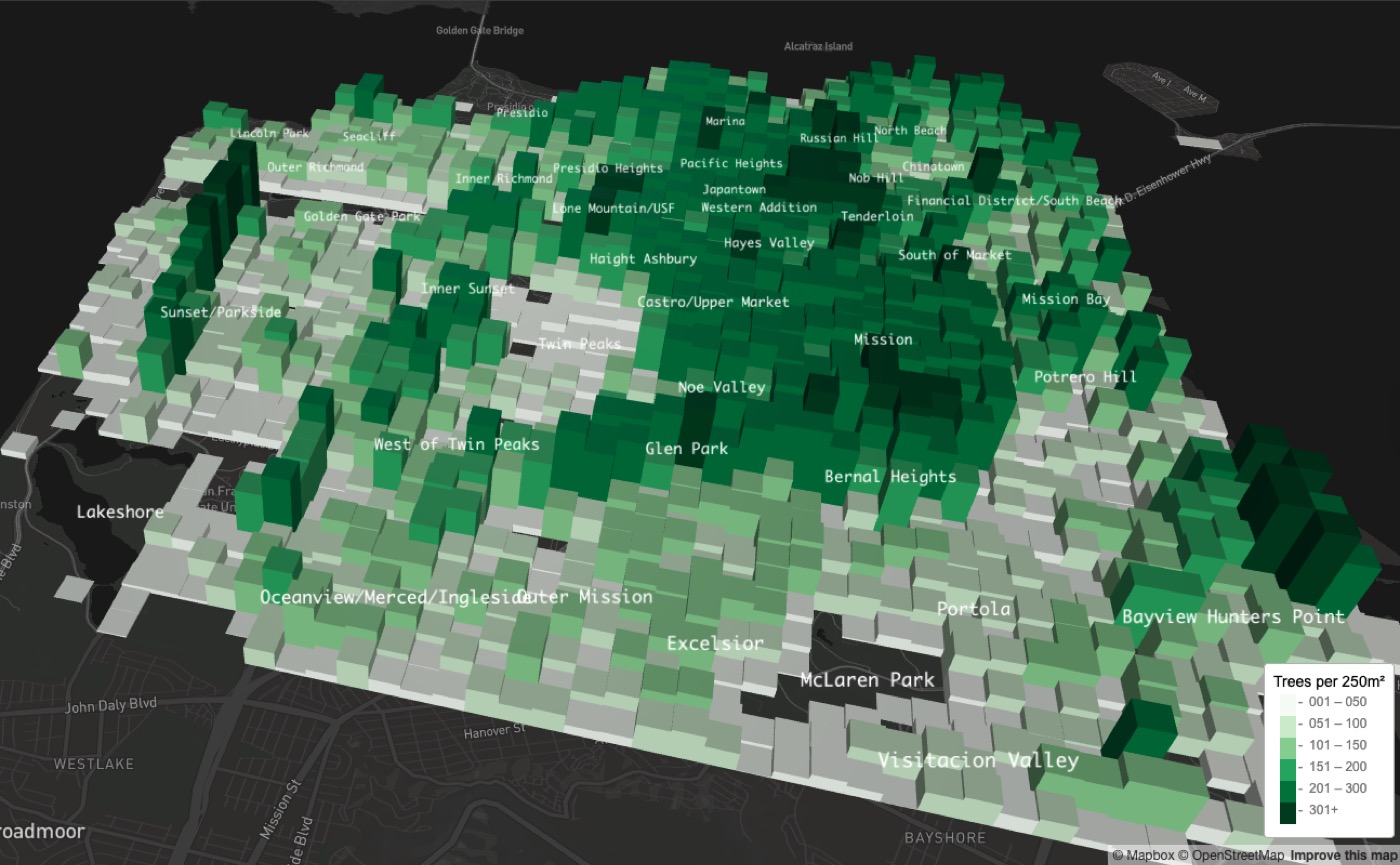 Golden Gate Bridge
Alcatraz Island
Ave I
Ave M
Presidio
Presidio
Marina
Lincoln Park
Seacliff
Russian Hill
North Beach
Outer Richmond
Inner Richmond
Presidio Heights
Pacific Heights
Nob Hill
Chinatown
D. Eisenhower Hwy
Japantown
Golden Gate Park
Lone Mountain/USF
Western Addition
Tenderloin
Financial District/South Beach
Haight Ashbury
Hayes Valley
South of Market
Inner Sunset
Castro/Upper Market
Mission Bay
Sunset/Parkside
Twin Peaks
Mission
Noe Valley
Potrero Hill
West of Twin Peaks
Glen Park
Bernal Heights
Lakeshore
Oceanview/Merced/Ingleside
Outer Mission
Portola
Bayview Hunters Point
Excelsior
McLaren Park
John Daly Blvd
Hanover St
WESTLAKE
Mission St
Visitacion Valley
BAYSHORE
Trees per 250m²
- 001 – 050
- 051 – 100
- 101 – 150
- 151 – 200
- 201 – 300
- 301+
© Mapbox © OpenStreetMap Improve this map